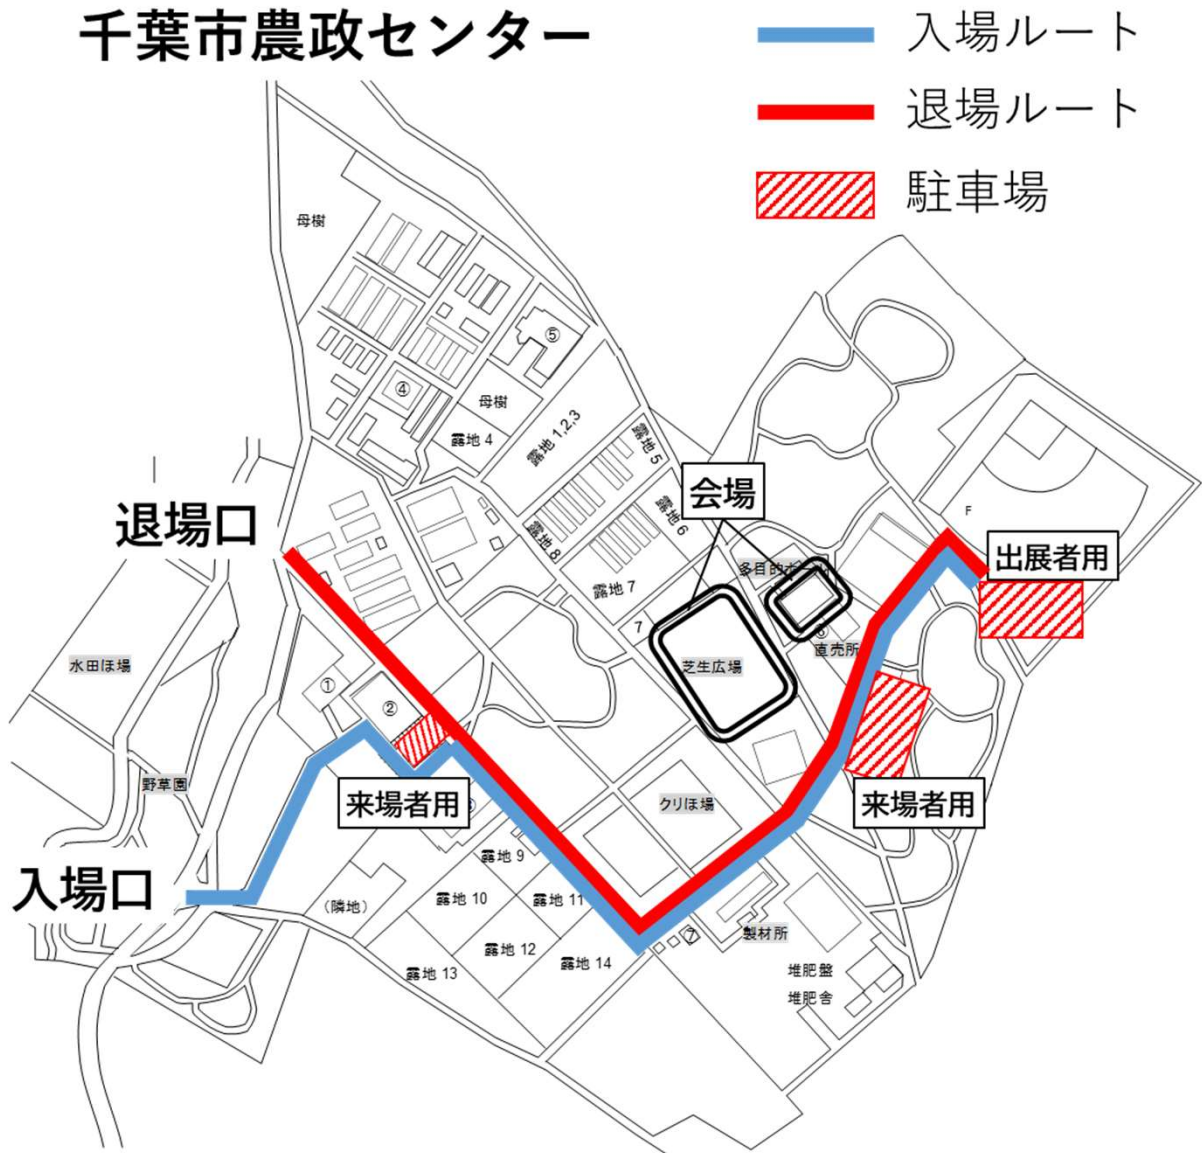 千葉市農政センター
入場ルート
退場ルート
駐車場
母樹
⑤
④
母樹
露地 4
露地 1,2,3
露地 5
会場
露地 6
露地 8
F
退場口
出展者用
多目的ホ
露地 7
7
⑥
直売所
芝生広場
水田ほ場
①
②
野草園
来場者用
来場者用
クリほ場
露地 9
入場口
（隣地）
露地 10
露地 11
⑦
製材所
露地 12
露地 13
露地 14
堆肥盤
堆肥舎